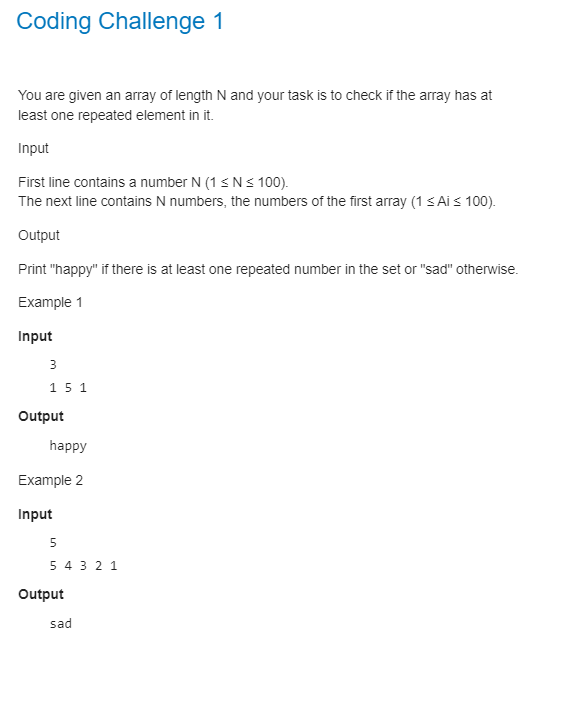 Coding Challenge 1
You are given an array of length N and your task is to check if the array has at
least one repeated element in it.
Input
First line contains a number N (1 ≤ N ≤ 100).
The next line contains N numbers, the numbers of the first array (1 ≤ Ai ≤ 100).
Output
Print "happy" if there is at least one repeated number in the set or "sad" otherwise.
Example 1
Input
3
1 5 1
Output
happy
Example 2
Input
5
5 4 3 2 1
Output
sad